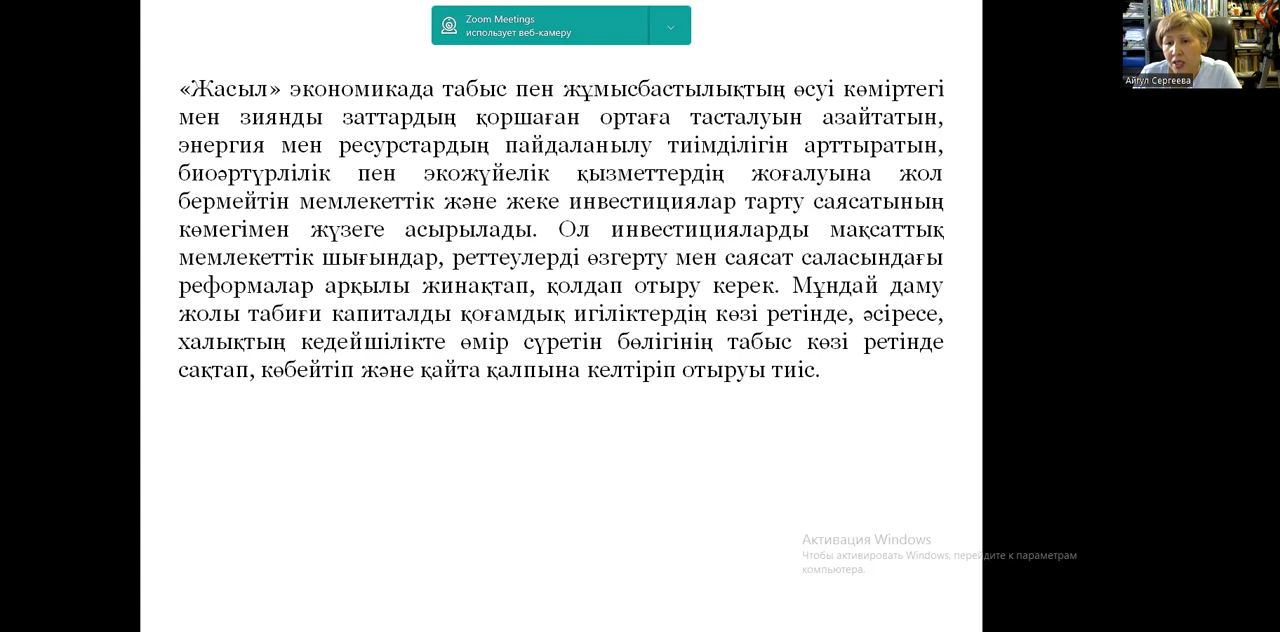 Zoom Meetings
использует веб-камеру
Айгул Сергеева
«Жасыл» экономикада табыс пен жұмысбастылықтың өсуі көміртегі
мен зиянды заттардың қоршаған ортаға тасталуын азайтатын,
энергия мен ресурстардың пайдаланылу тиімділігін арттыратын,
биоәртүрлілік пен экожүйелік қызметтердің жоғалуына жол
бермейтін мемлекеттік және жеке инвестициялар тарту саясатының
көмегімен жүзеге асырылады. Ол инвестицияларды мақсаттық
мемлекеттік шығындар, реттеулерді өзгерту мен саясат саласындағы
реформалар арқылы жинақтап, қолдап отыру керек. Мұндай даму
жолы табиғи капиталды қоғамдық игіліктердің көзі ретінде, әсіресе,
халықтың кедейшілікте өмір сүретін бөлігінің табыс көзі ретінде
сақтап, көбейтіп және қайта қалпына келтіріп отыруы тиіс.
Активация Windows
Чтобы активировать Windows, перейдите к параметрам
компьютера.